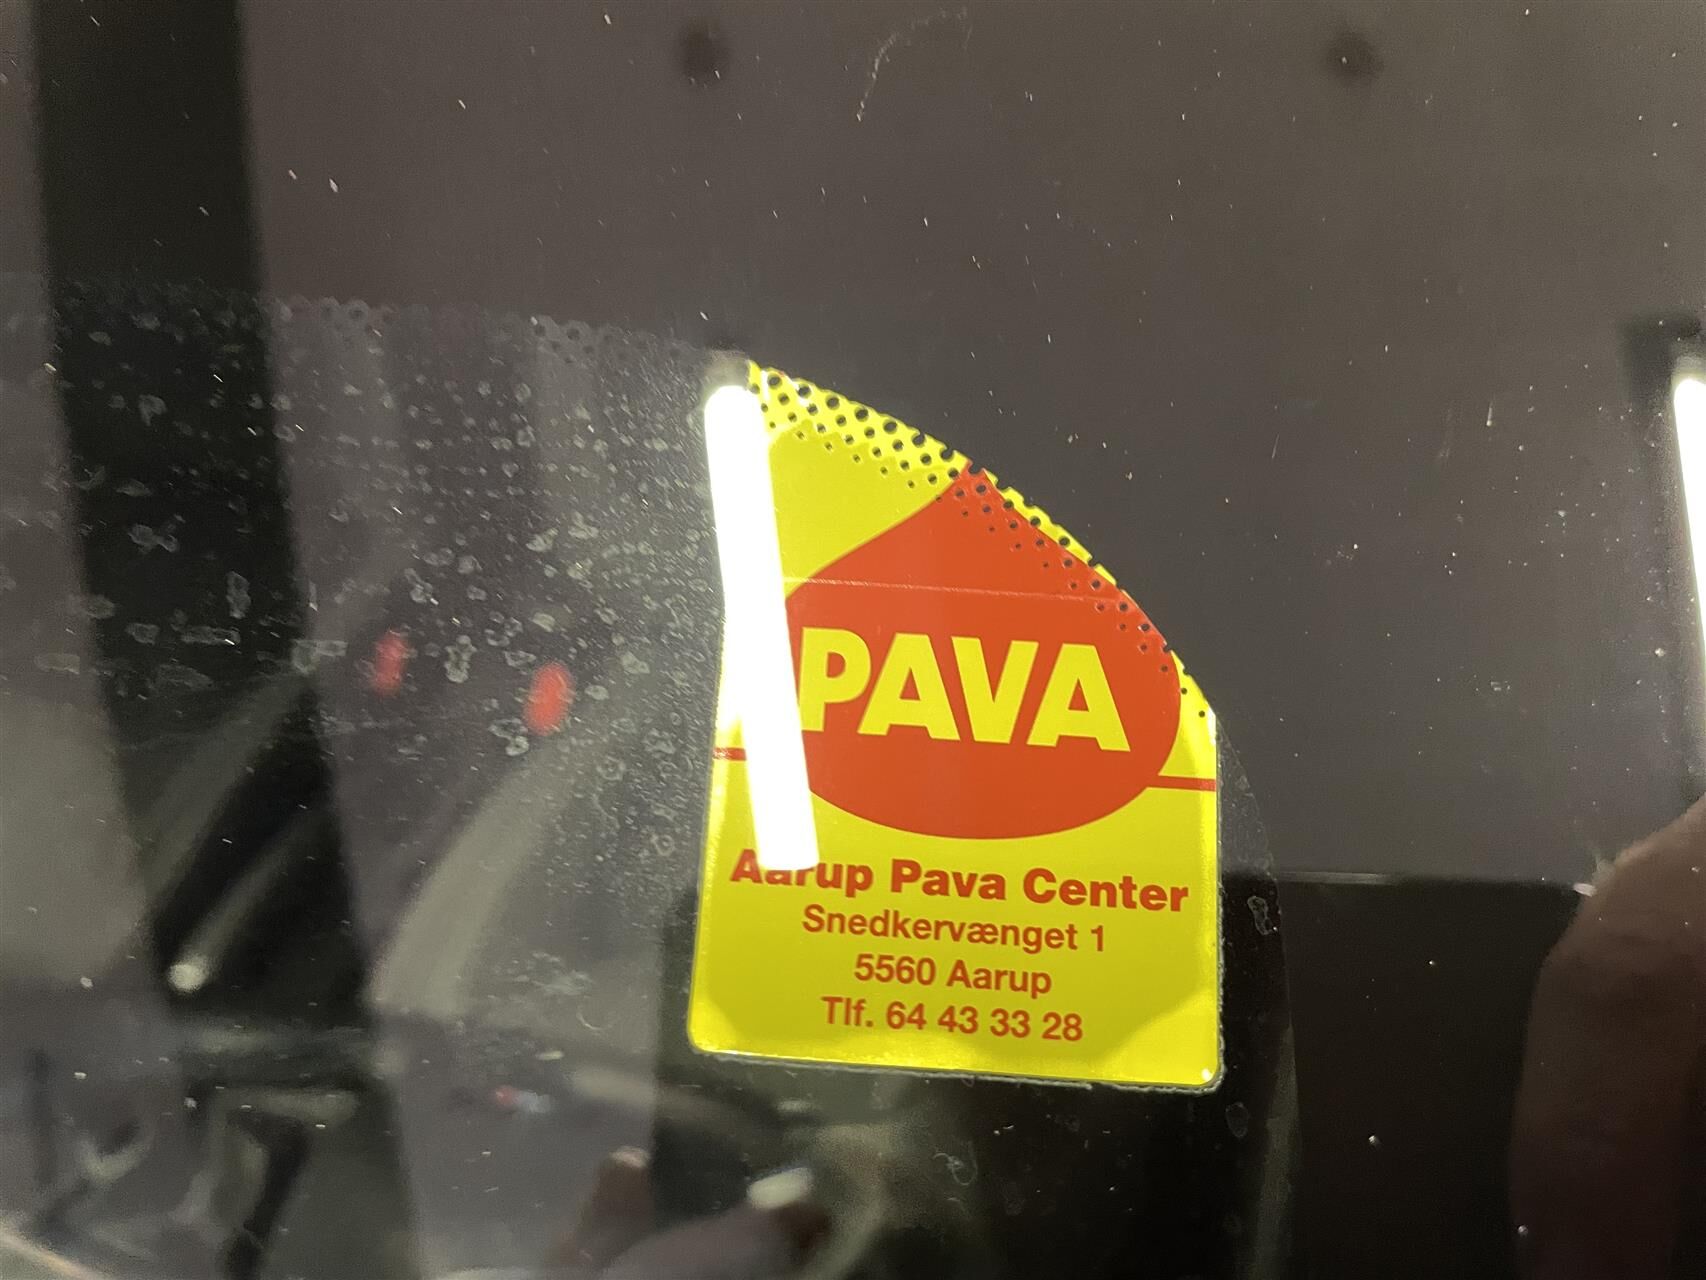 PAVA
Aarup Pava Center
Snedkervænget 1
5560 Aarup
Tlf. 64 43 33 28